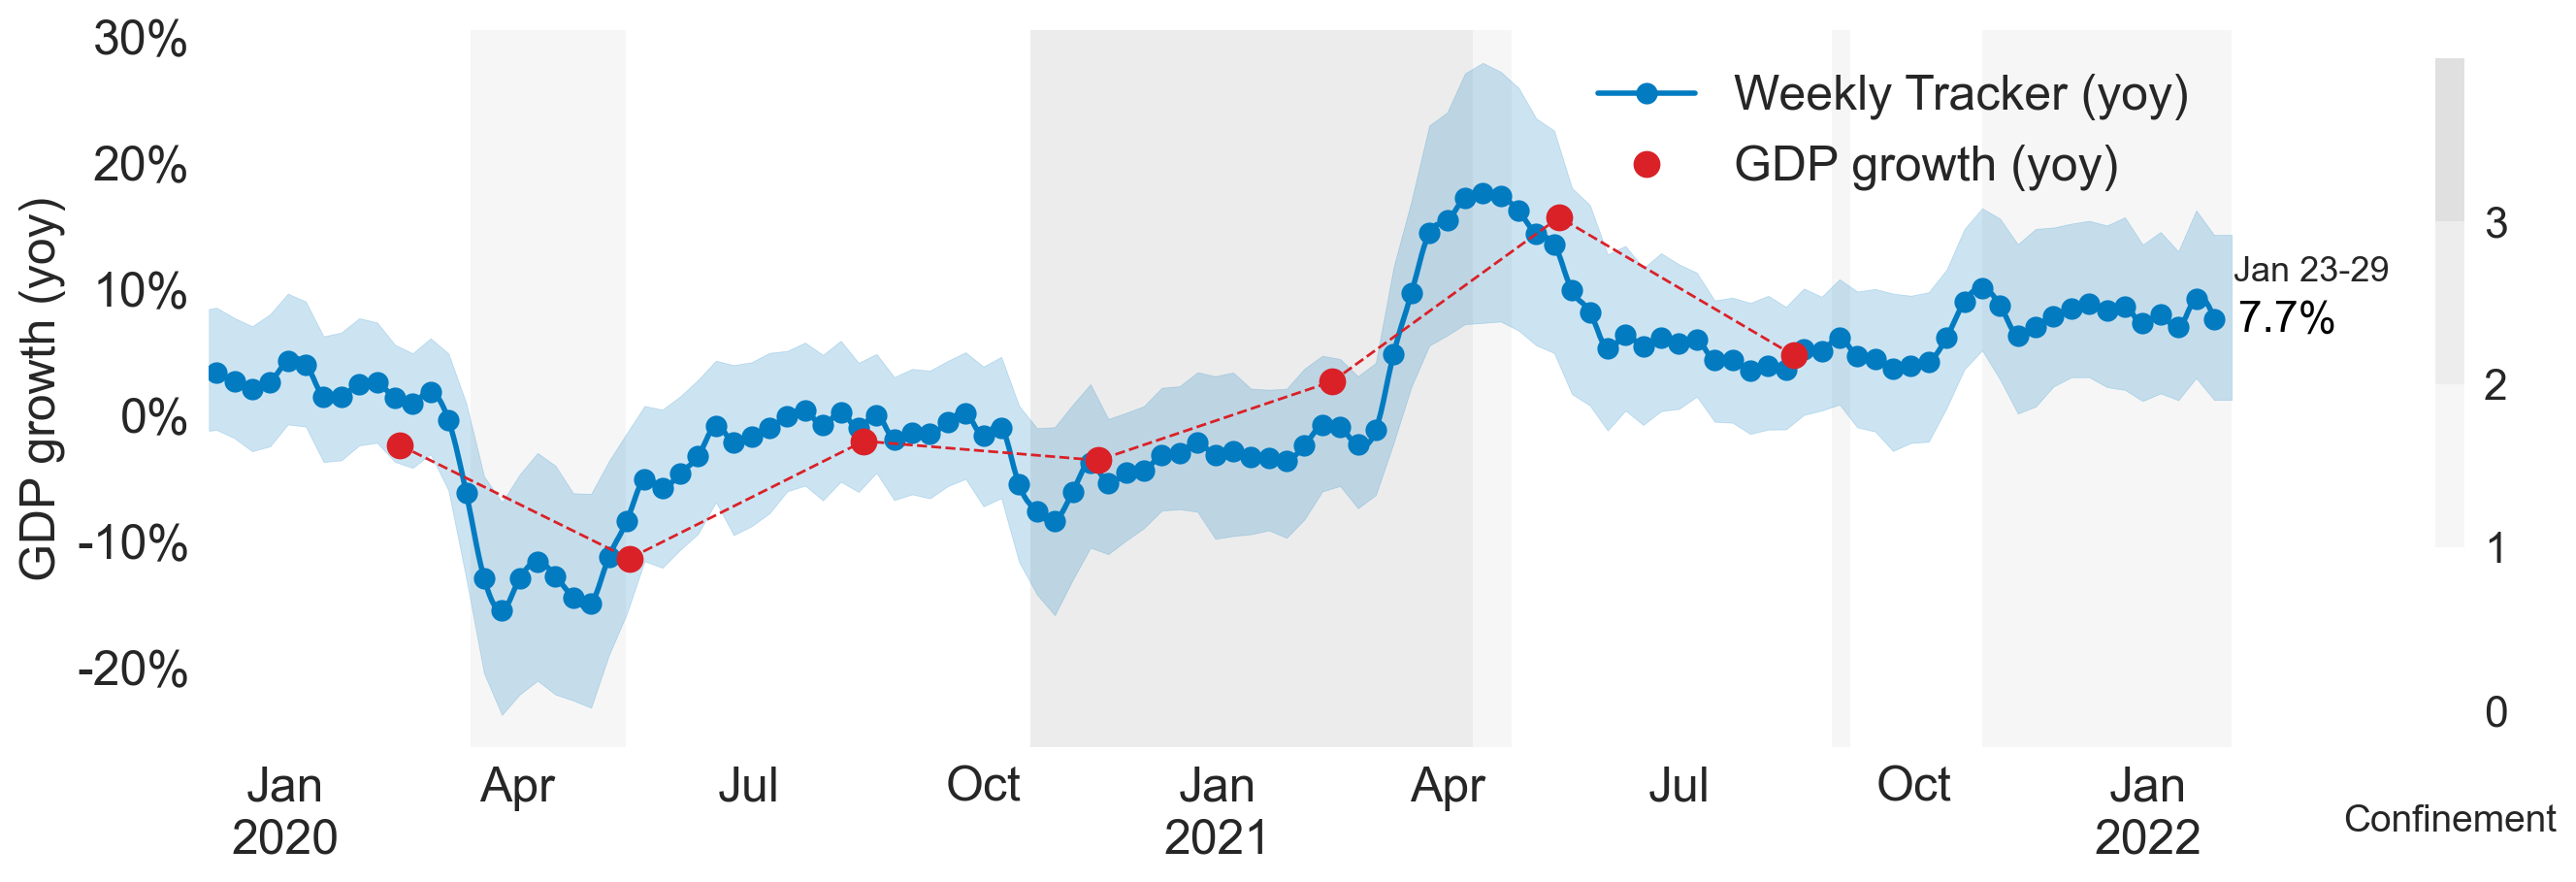 30%
20%
10%
0%
-10%
-20%
GDP growth (yoy)
Weekly Tracker (yoy)
GDP growth (yoy)
Jan 23-29
7.7%
3
2
1
0
Confinement
Jan Apr Jul Oct Jan Apr Jul Oct Jan
2020 2021 2022